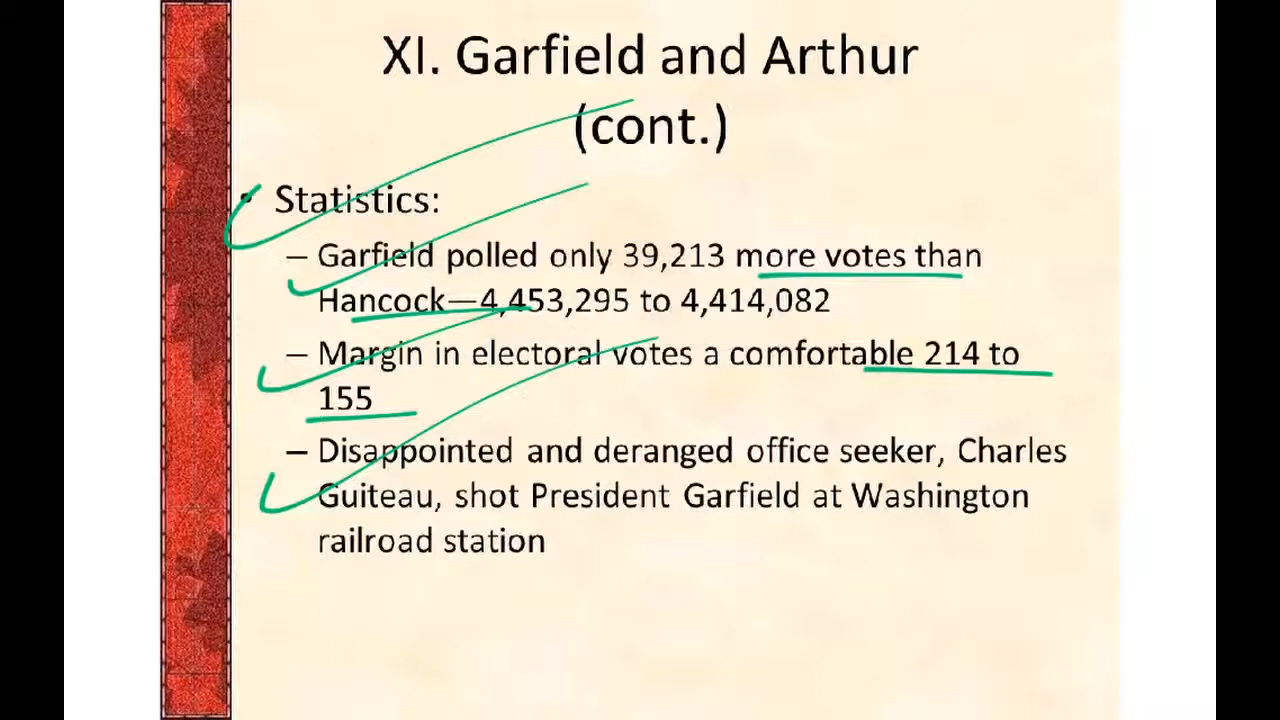 XI. Garfield and Arthur
(cont.)
• Statistics:
– Garfield polled only 39,213 more votes than
Hancock—4,453,295 to 4,414,082
– Margin in electoral votes a comfortable 214 to
155
– Disappointed and deranged office seeker, Charles
Guiteau, shot President Garfield at Washington
railroad station